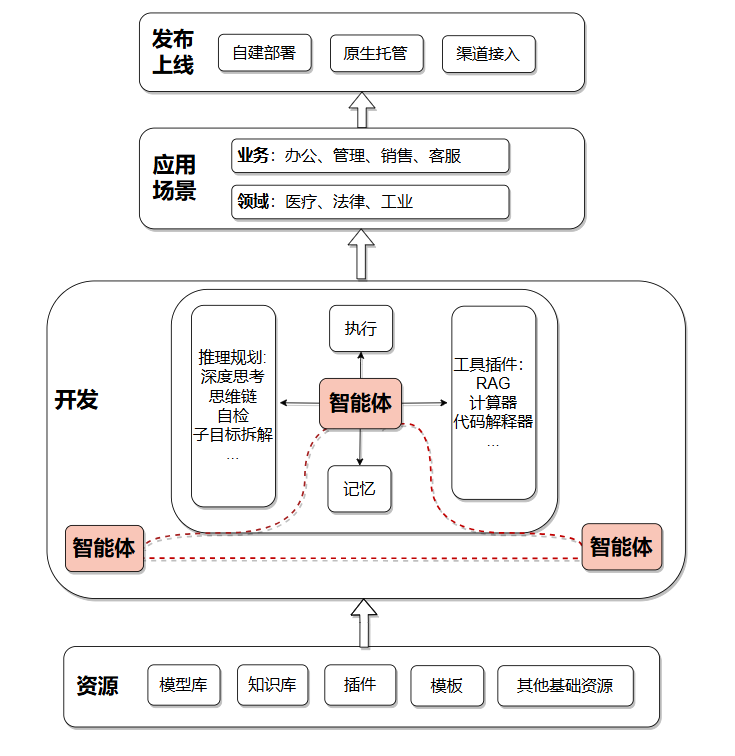 发布
上线
自建部署
原生托管
渠道接入
应用
场景
业务：办公、管理、销售、客服
领域：医疗、法律、工业
开发
推理规划:
深度思考
思维链
自检
子目标拆解
...
执行
智能体
记忆
工具插件：
RAG
计算器
代码解释器
...
智能体
智能体
资源
模型库
知识库
插件
模板
其他基础资源